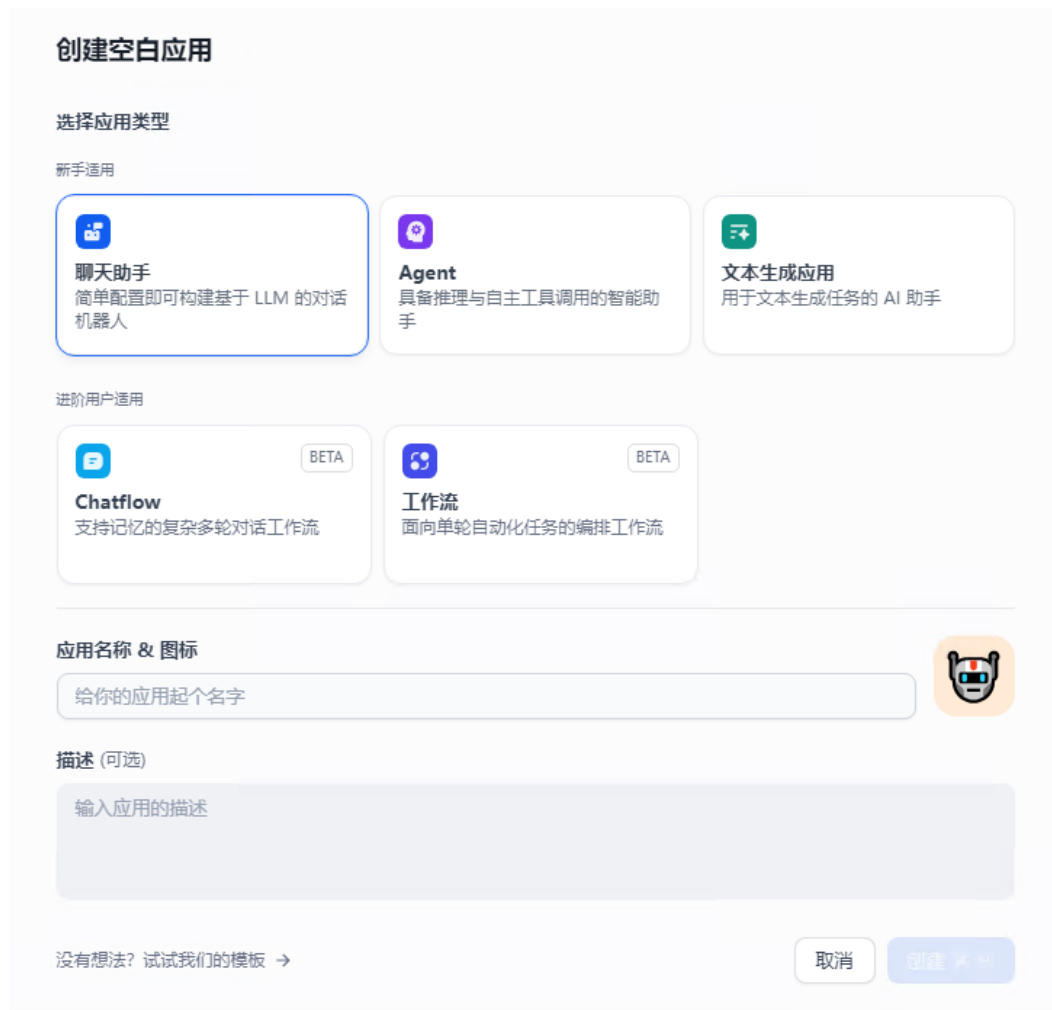 创建空白应用
选择应用类型
新手适用
聊天助手
简单配置即可构建基于 LLM 的对话
机器人
Agent
具备推理与自主工具调用的智能助
手
文本生成应用
用于文本生成任务的 AI 助手
进阶用户适用
BETA
Chatflow
支持记忆的复杂多轮对话工作流
BETA
工作流
面向单轮自动化任务的编排工作流
应用名称 & 图标
给你的应用起个名字
描述 (可选)
输入应用的描述
没有想法？试试我们的模板 →
取消
创建